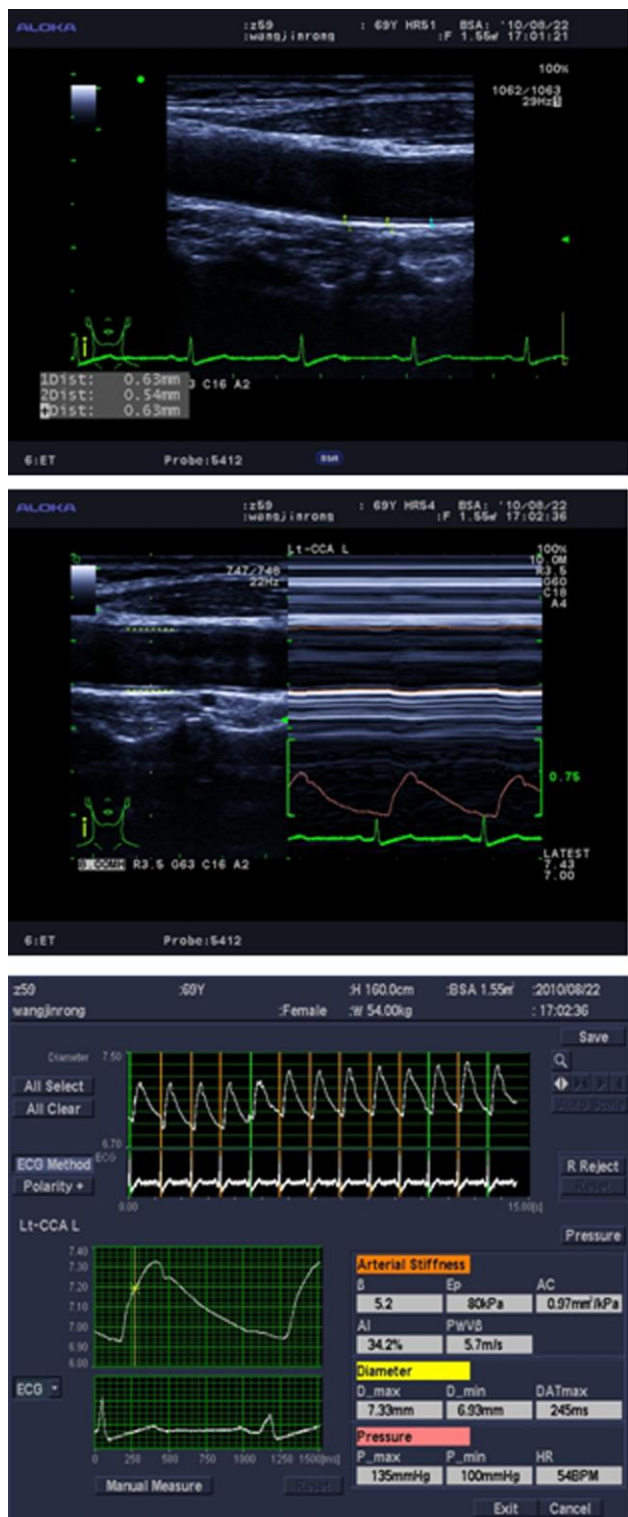 ALOKA :z59 : 69Y HR51 BSA: '10/08/22
:wangjinrong :F 1.55㎡ 17:01:21
100%
1062/1063
29Hz
1Dist: 0.63mm
2Dist: 0.54mm
+Dist: 0.63mm
C16 A2
6:ET Probe:5412
ALOKA :z59 : 69Y HR54 BSA: '10/08/22
:wangjinrong :F 1.55㎡ 17:02:36
Lt-CCA L 100%
747/748
22Hz
10.0M
R3.5
G60
C18
A4
0.75
LATEST
7.43
7.00
R3.5 G63 C16 A2
6:ET Probe:5412
z59 :69Y :H 160.0cm :BSA 1.55㎡ :2010/08/22
wangjinrong :Female :W 54.00kg : 17:02:36
Save
Diameter 7.50
All Select
All Clear
6.70
ECG Method ECG R Reject
Polarity +
0.00 15.00[s]
Lt-CCA L Pressure
7.40
7.30
7.20
7.10
7.00
6.90
Arterial Stiffness
β Ep AC
5.2 80kPa 0.97mm²/kPa
AI PWVβ
34.2% 5.7m/s
Diameter
D_max D_min DATmax
7.33mm 6.93mm 245ms
Pressure
P_max P_min HR
135mmHg 100mmHg 54BPM
ECG
0 250 500 750 1000 1250 1500[ms]
Manual Measure
Exit Cancel